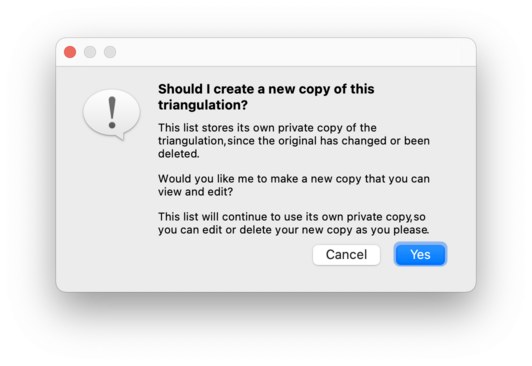 Should I create a new copy of this
triangulation?
This list stores its own private copy of the
triangulation,since the original has changed or been
deleted.
Would you like me to make a new copy that you can
view and edit?
This list will continue to use its own private copy,so
you can edit or delete your new copy as you please.
Cancel
Yes